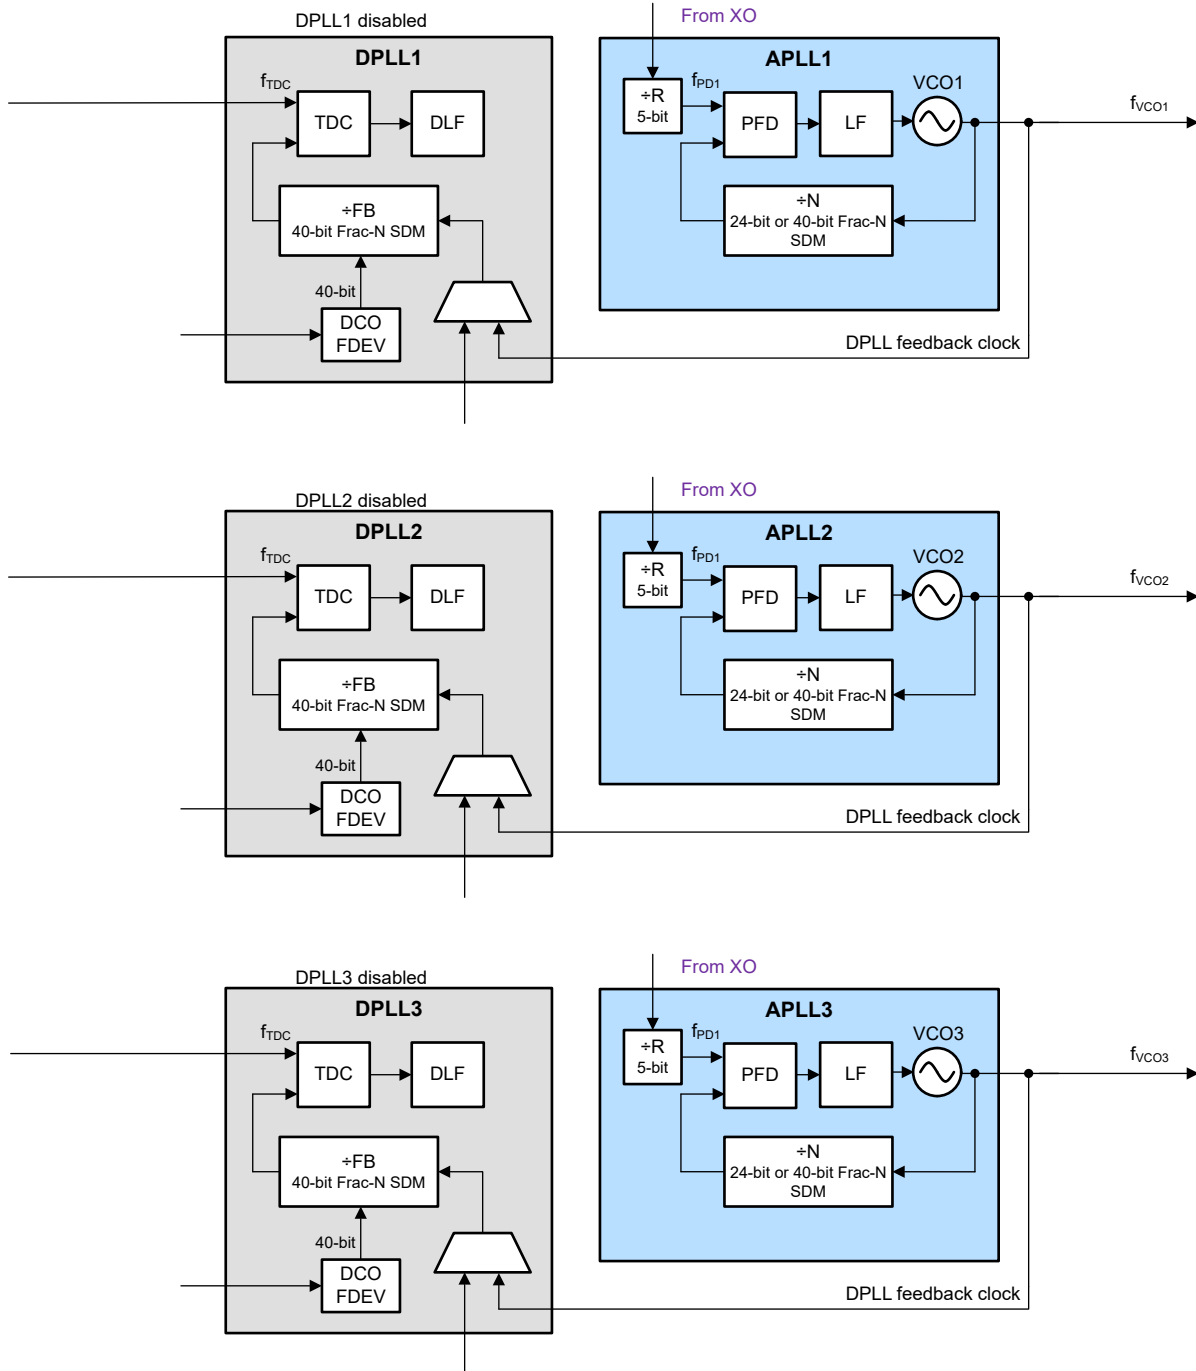 DPLL1 disabled
From XO
DPLL1
APLL1
fTDC
÷R
5-bit
fPD1
VCO1
fVCO1
TDC
DLF
PFD
LF
÷FB
40-bit Frac-N SDM
÷N
24-bit or 40-bit Frac-N
SDM
40-bit
DCO
FDEV
DPLL feedback clock
DPLL2 disabled
From XO
DPLL2
APLL2
fTDC
÷R
5-bit
fPD1
VCO2
fVCO2
TDC
DLF
PFD
LF
÷FB
40-bit Frac-N SDM
÷N
24-bit or 40-bit Frac-N
SDM
40-bit
DCO
FDEV
DPLL feedback clock
DPLL3 disabled
From XO
DPLL3
APLL3
fTDC
÷R
5-bit
fPD1
VCO3
fVCO3
TDC
DLF
PFD
LF
÷FB
40-bit Frac-N SDM
÷N
24-bit or 40-bit Frac-N
SDM
40-bit
DCO
FDEV
DPLL feedback clock